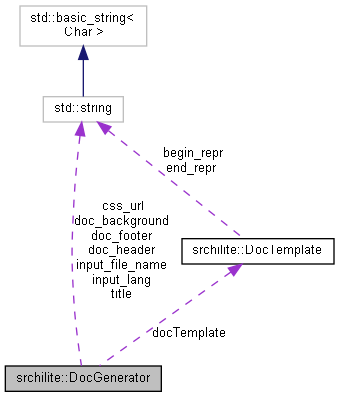 std::basic_string<
Char >
std::string
begin_repr
end_repr
css_url
doc_background
doc_footer
doc_header
input_file_name
input_lang
title
srchilite::DocTemplate
docTemplate
srchilite::DocGenerator